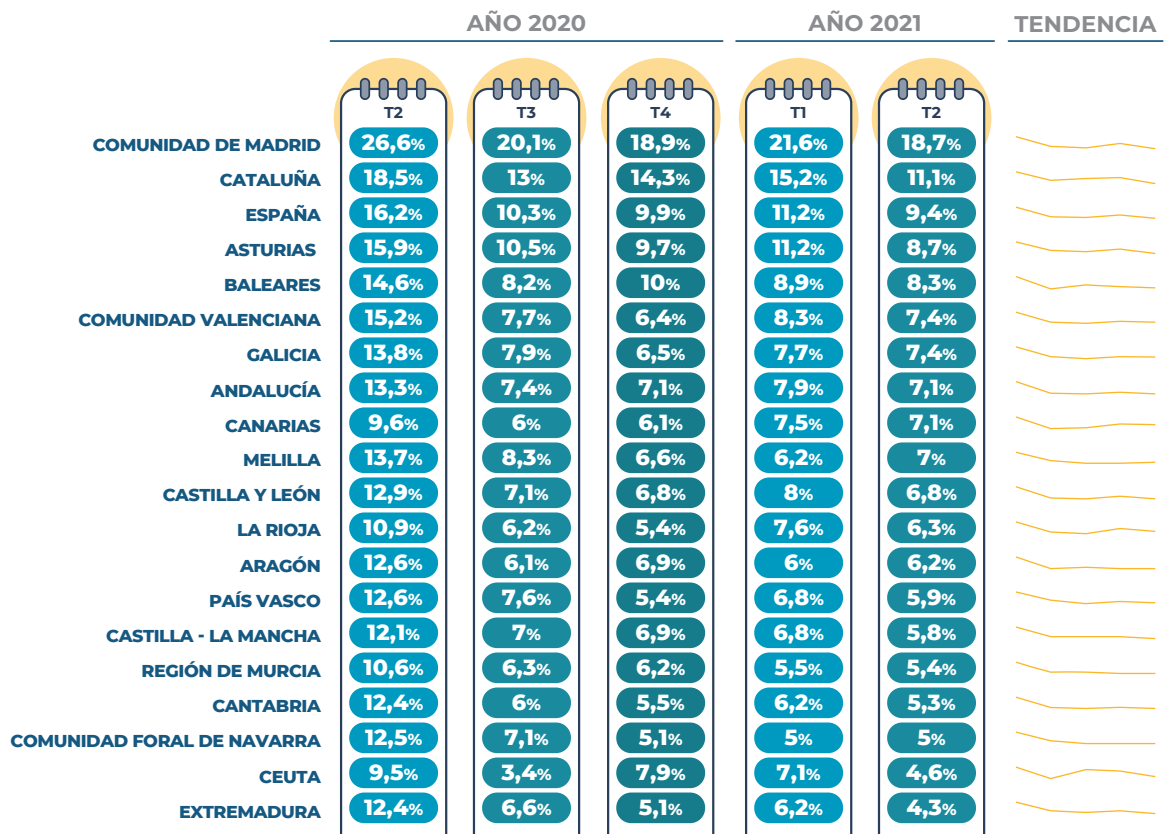 AÑO 2020 AÑO 2021 TENDENCIA
T2 T3 T4 T1 T2
COMUNIDAD DE MADRID 26,6% 20,1% 18,9% 21,6% 18,7%
CATALUÑA 18,5% 13% 14,3% 15,2% 11,1%
ESPAÑA 16,2% 10,3% 9,9% 11,2% 9,4%
ASTURIAS 15,9% 10,5% 9,7% 11,2% 8,7%
BALEARES 14,6% 8,2% 10% 8,9% 8,3%
COMUNIDAD VALENCIANA 15,2% 7,7% 6,4% 8,3% 7,4%
GALICIA 13,8% 7,9% 6,5% 7,7% 7,4%
ANDALUCÍA 13,3% 7,4% 7,1% 7,9% 7,1%
CANARIAS 9,6% 6% 6,1% 7,5% 7,1%
MELILLA 13,7% 8,3% 6,6% 6,2% 7%
CASTILLA Y LEÓN 12,9% 7,1% 6,8% 8% 6,8%
LA RIOJA 10,9% 6,2% 5,4% 7,6% 6,3%
ARAGÓN 12,6% 6,1% 6,9% 6% 6,2%
PAÍS VASCO 12,6% 7,6% 5,4% 6,8% 5,9%
CASTILLA - LA MANCHA 12,1% 7% 6,9% 6,8% 5,8%
REGIÓN DE MURCIA 10,6% 6,3% 6,2% 5,5% 5,4%
CANTABRIA 12,4% 6% 5,5% 6,2% 5,3%
COMUNIDAD FORAL DE NAVARRA 12,5% 7,1% 5,1% 5% 5%
CEUTA 9,5% 3,4% 7,9% 7,1% 4,6%
EXTREMADURA 12,4% 6,6% 5,1% 6,2% 4,3%